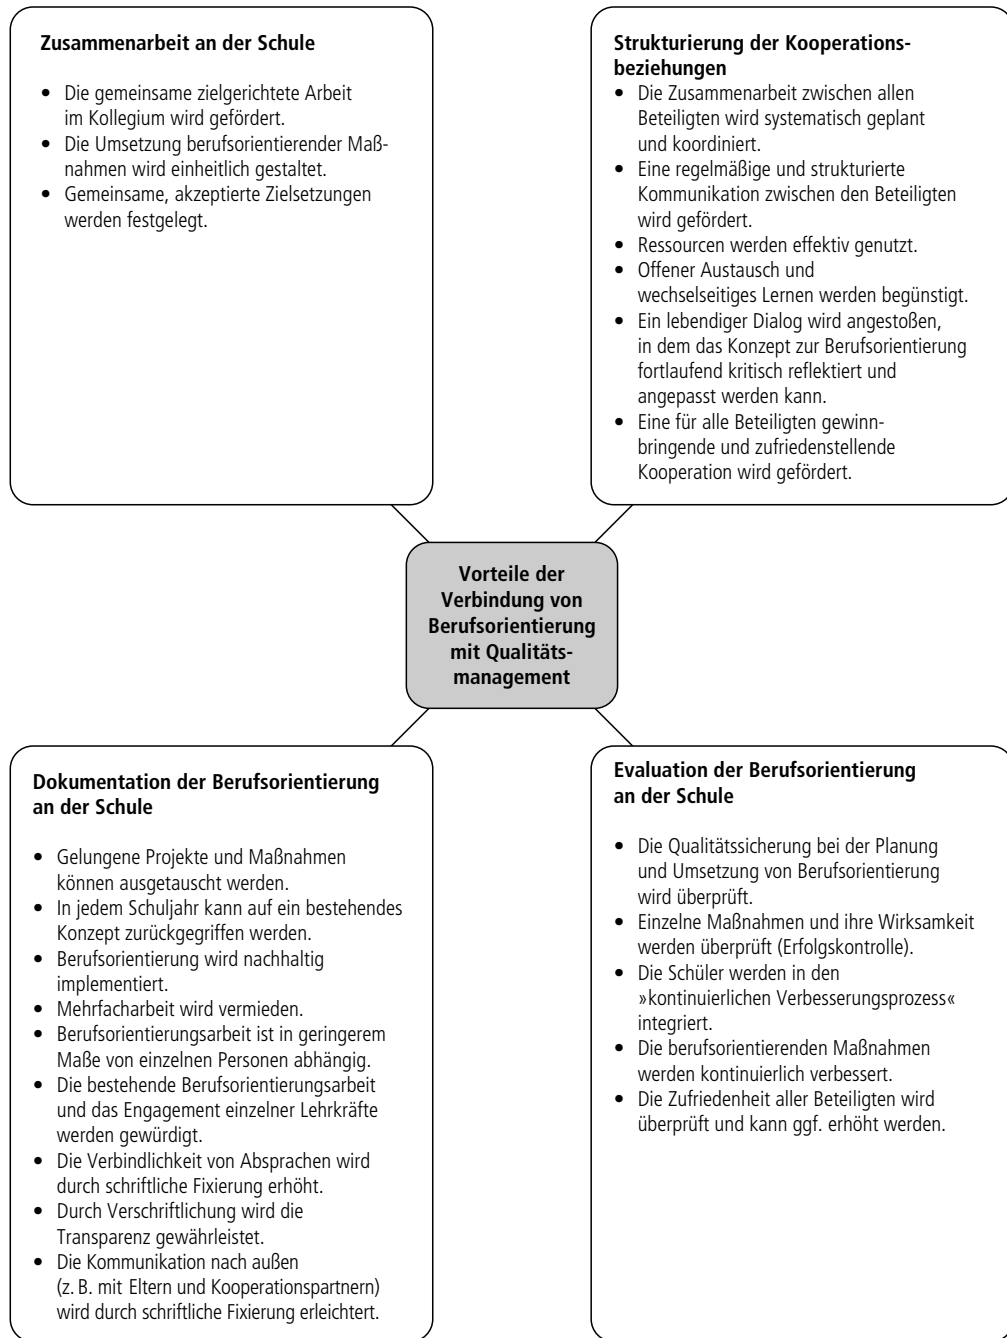 Zusammenarbeit an der Schule
• Die gemeinsame zielgerichtete Arbeit
im Kollegium wird gefördert.
• Die Umsetzung berufsorientierender Maß-
nahmen wird einheitlich gestaltet.
• Gemeinsame, akzeptierte Zielsetzungen
werden festgelegt.
Strukturierung der Kooperations-
beziehungen
• Die Zusammenarbeit zwischen allen
Beteiligten wird systematisch geplant
und koordiniert.
• Eine regelmäßige und strukturierte
Kommunikation zwischen den Beteiligten
wird gefördert.
• Ressourcen werden effektiv genutzt.
• Offener Austausch und
wechselseitiges Lernen werden begünstigt.
• Ein lebendiger Dialog wird angestoßen,
in dem das Konzept zur Berufsorientierung
fortlaufend kritisch reflektiert und
angepasst werden kann.
• Eine für alle Beteiligten gewinn-
bringende und zufriedenstellende
Kooperation wird gefördert.
Vorteile der
Verbindung von
Berufsorientierung
mit Qualitäts-
management
Dokumentation der Berufsorientierung
an der Schule
• Gelungene Projekte und Maßnahmen
können ausgetauscht werden.
• In jedem Schuljahr kann auf ein bestehendes
Konzept zurückgegriffen werden.
• Berufsorientierung wird nachhaltig
implementiert.
• Mehrfacharbeit wird vermieden.
• Berufsorientierungsarbeit ist in geringerem
Maße von einzelnen Personen abhängig.
• Die bestehende Berufsorientierungsarbeit
und das Engagement einzelner Lehrkräfte
werden gewürdigt.
• Die Verbindlichkeit von Absprachen wird
durch schriftliche Fixierung erhöht.
• Durch Verschriftlichung wird die
Transparenz gewährleistet.
• Die Kommunikation nach außen
(z. B. mit Eltern und Kooperationspartnern)
wird durch schriftliche Fixierung erleichtert.
Evaluation der Berufsorientierung
an der Schule
• Die Qualitätssicherung bei der Planung
und Umsetzung von Berufsorientierung
wird überprüft.
• Einzelne Maßnahmen und ihre Wirksamkeit
werden überprüft (Erfolgskontrolle).
• Die Schüler werden in den
»kontinuierlichen Verbesserungsprozess«
integriert.
• Die berufsorientierenden Maßnahmen
werden kontinuierlich verbessert.
• Die Zufriedenheit aller Beteiligten wird
überprüft und kann ggf. erhöht werden.